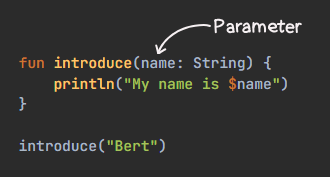 Parameter
fun introduce(name: String) {
    println("My name is $name")
}
introduce("Bert")